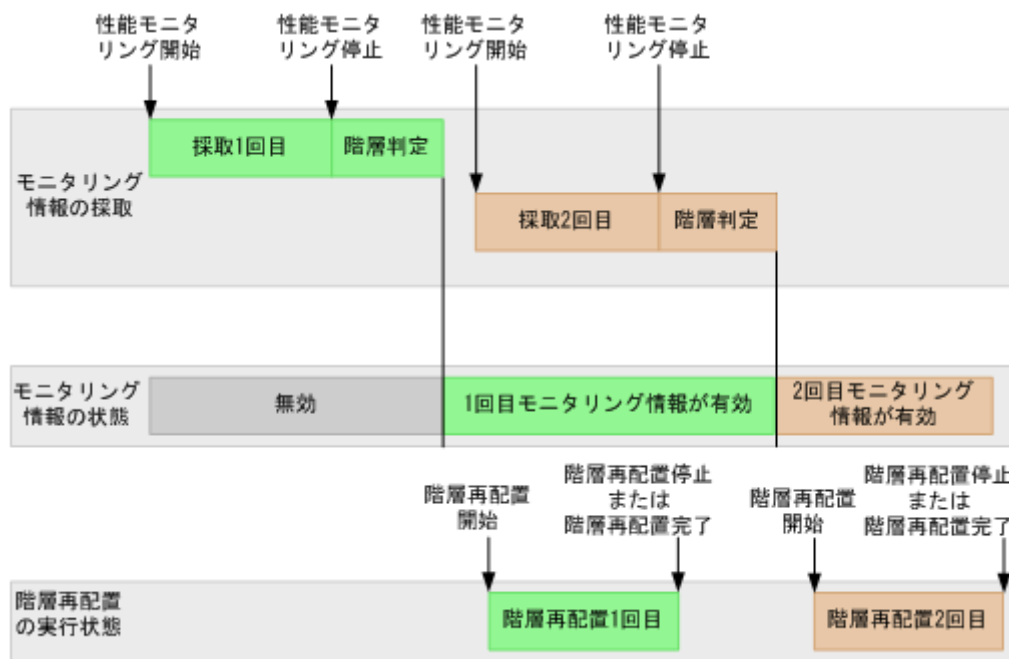 性能モニタ
リング開始
性能モニタ
リング停止
性能モニタ
リング開始
性能モニタ
リング停止
モニタリング
情報の採取
採取1回目
階層判定
採取2回目
階層判定
モニタリング
情報の状態
無効
1回目モニタリング情報が有効
2回目モニタリング
情報が有効
階層再配置
開始
階層再配置停止
または
階層再配置完了
階層再配置
開始
階層再配置停止
または
階層再配置完了
階層再配置
の実行状態
階層再配置1回目
階層再配置2回目